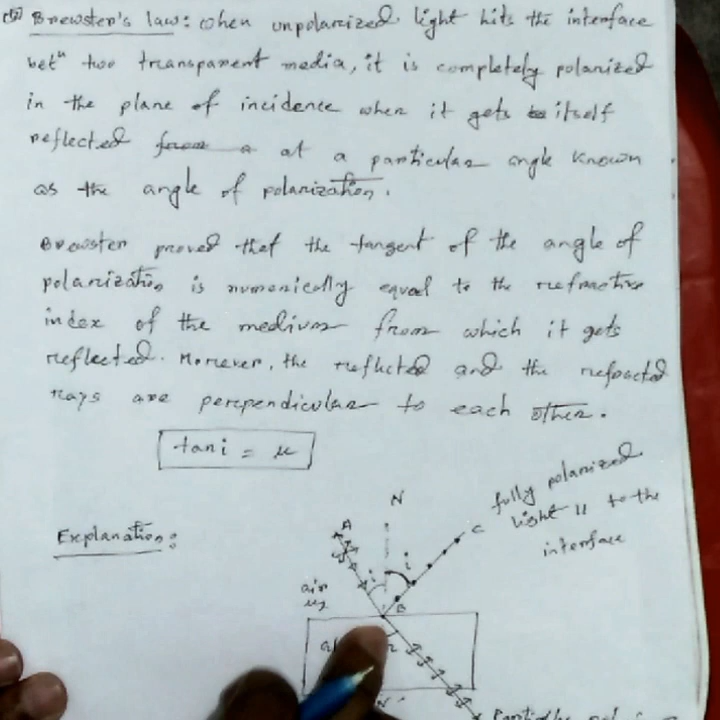 Brewster's law: when unpolarized light hits the interface
betⁿ two transparent media, it is completely polarized
in the plane of incidence when it gets itself
reflected at a particular angle known
as the angle of polarization.
Brewster proved that the tangent of the angle of
polarization is numerically equal to the refractive
index of the medium from which it gets
reflected. Moreover, the reflected and the refracted
rays are perpendicular to each other.
tan i = μ
Explanation:
N
A
i
i
C
fully polarized
light 11 to the
interface
air
B
r
N'